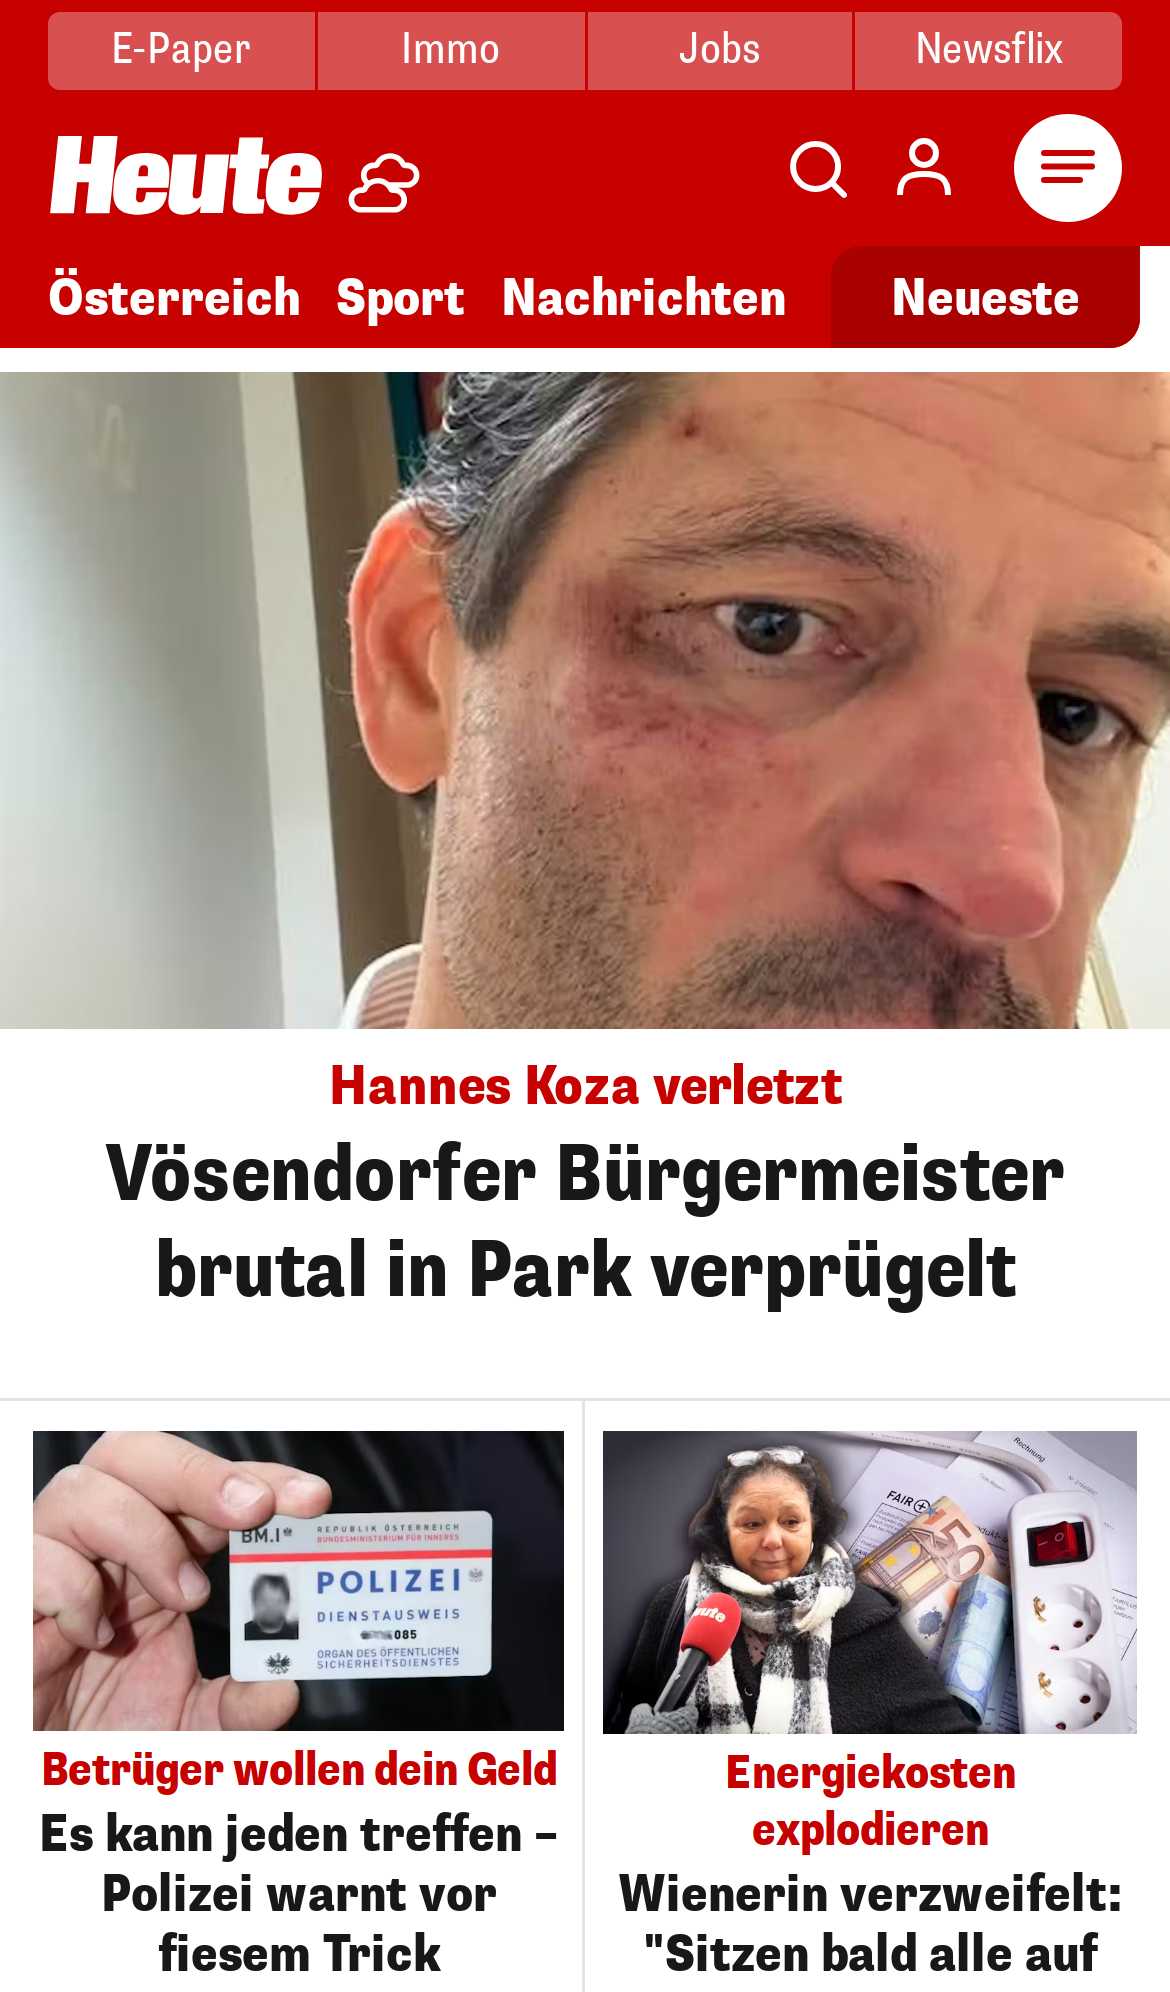 E-Paper
Immo
Jobs
Newsflix
Heute
Österreich
Sport
Nachrichten
Neueste
Hannes Koza verletzt
Vösendorfer Bürgermeister
brutal in Park verprügelt
BM.I
REPUBLIK ÖSTERREICH
BUNDESMINISTERIUM FÜR INNERES
POLIZEI
DIENSTAUSWEIS
085
ORGAN DES ÖFFENTLICHEN
SICHERHEITSDIENSTES
Betrüger wollen dein Geld
Es kann jeden treffen –
Polizei warnt vor
fiesem Trick
Rechnung
FAIR
50
Energiekosten
explodieren
Wienerin verzweifelt:
"Sitzen bald alle auf